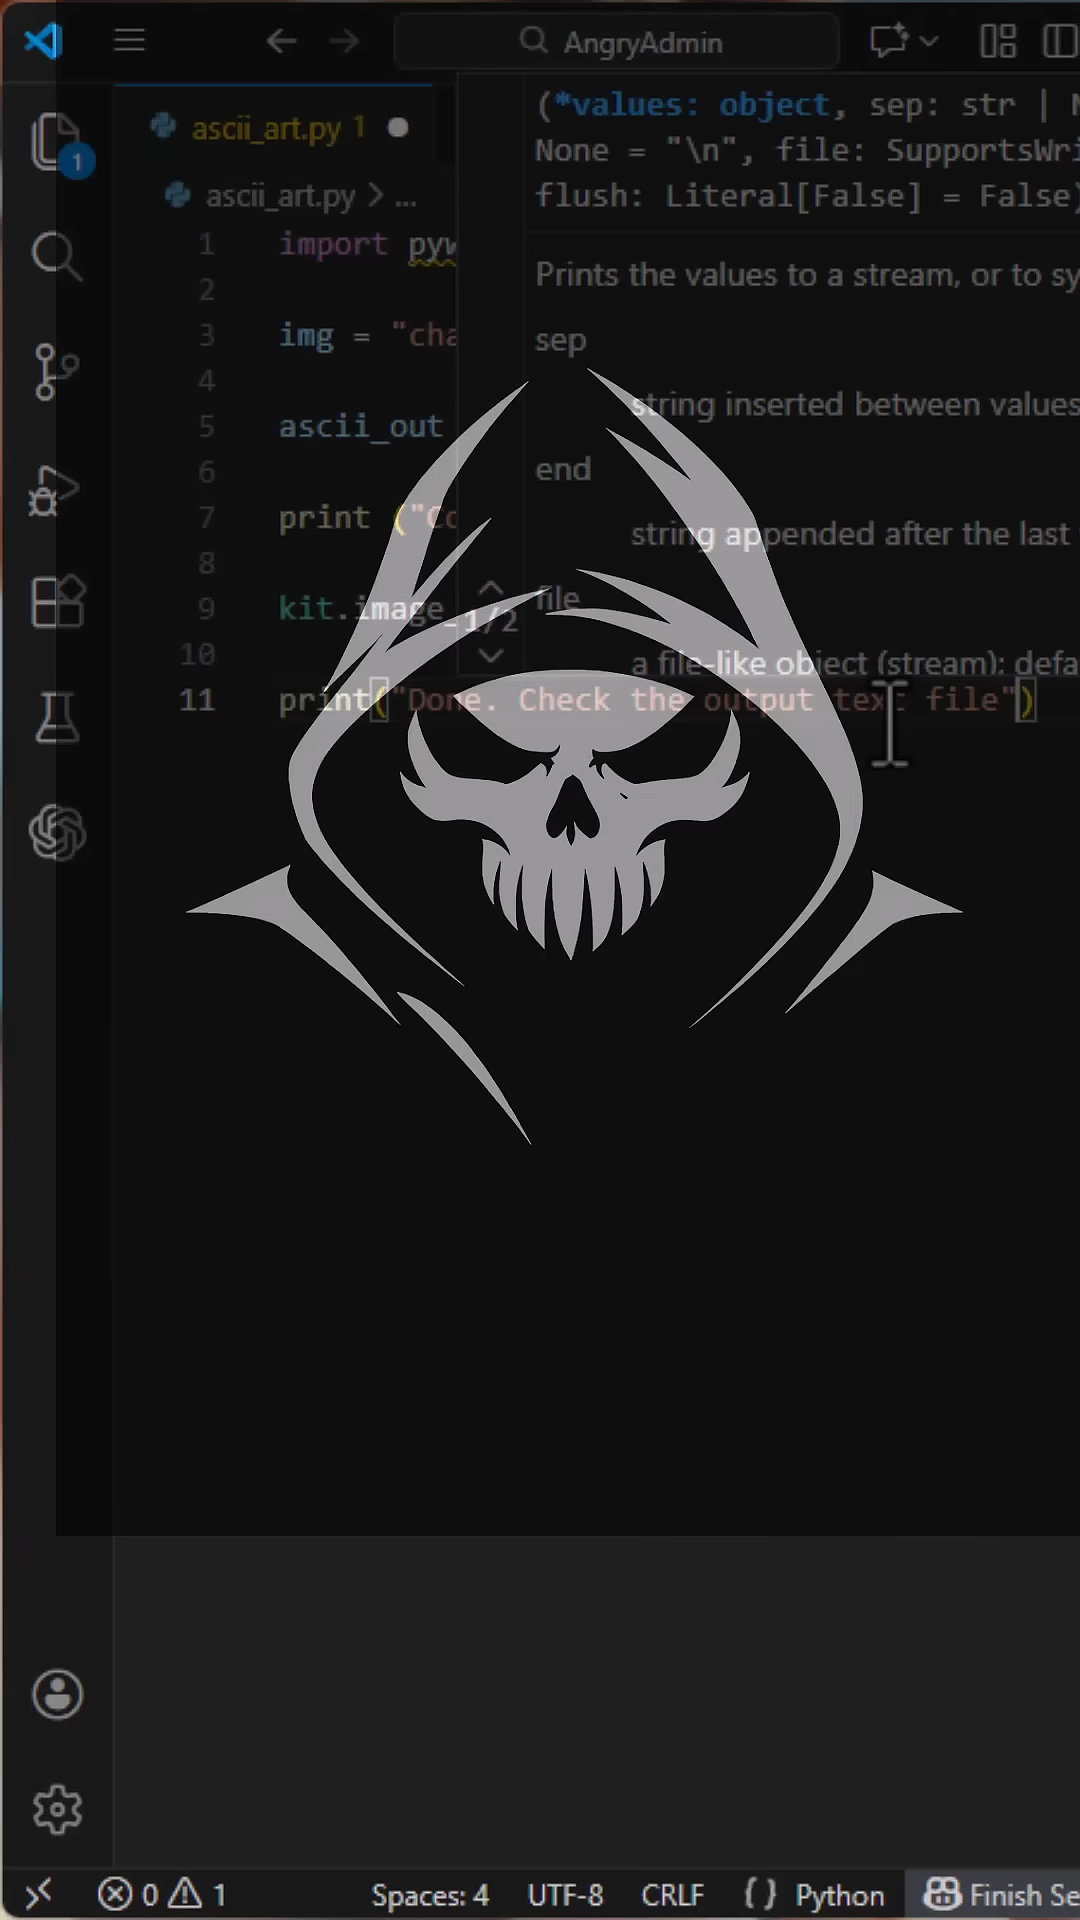 AngryAdmin
ascii_art.py 1
ascii_art.py > ...
(*values: object, sep: str |
None = "\n", file: SupportsWri
flush: Literal[False] = False)
Prints the values to a stream, or to sy
sep
string inserted between values
end
string appended after the last
file
a file-like object (stream): defa
1/2
1 import pyw
2
3 img = "cha
4
5 ascii_out
6
7 print ("Co
8
9 kit.image_
10
11 print("Done. Check the output text file")
1
0 1 Spaces: 4 UTF-8 CRLF {} Python Finish Se